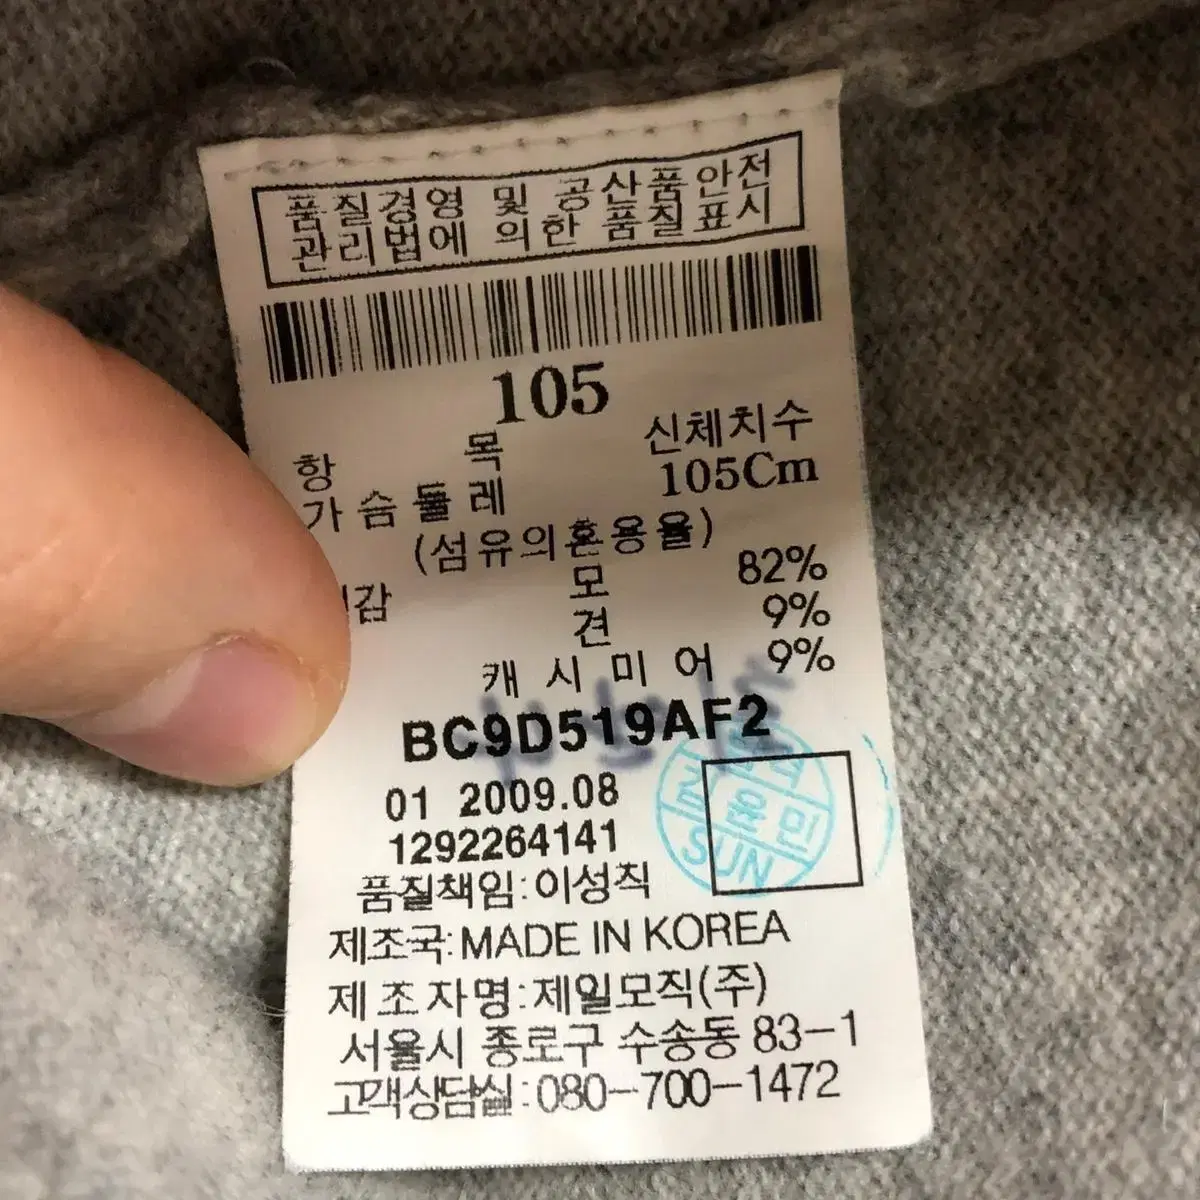 품질경영 및 공산품안전
관리법에 의한 품질표시
105
항 목 신체치수
가슴둘레 105Cm
(섬유의혼용율)
감 모 82%
견 9%
캐시미어 9%
BC9D519AF2
01 2009.08
1292264141
윤민
SUN
품질책임:이성직
제조국:MADE IN KOREA
제조자명:제일모직(주)
서울시 종로구 수송동 83-1
고객상담실:080-700-1472